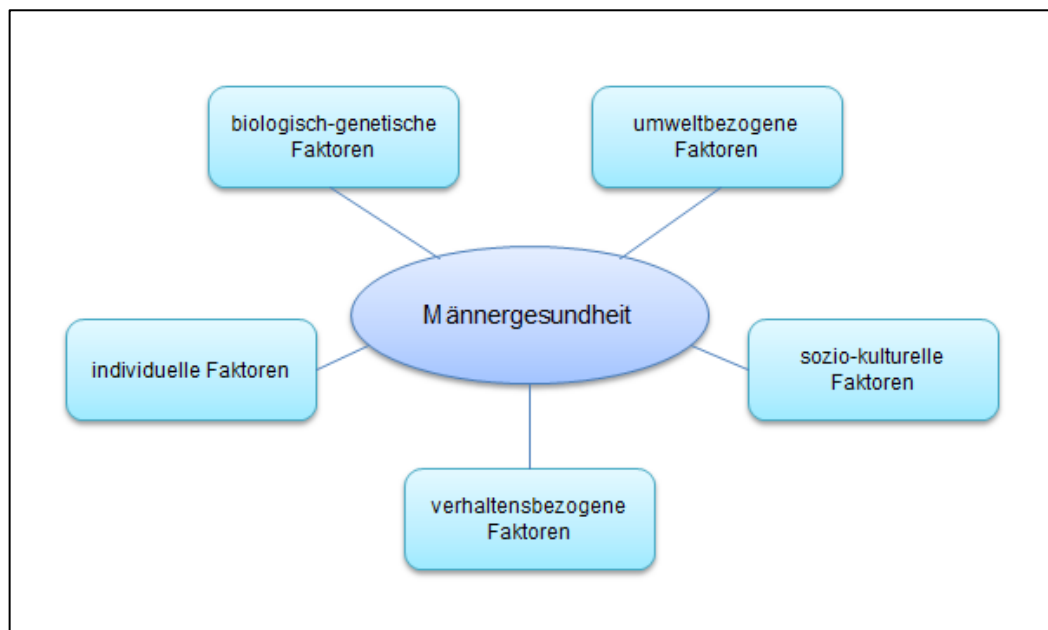 biologisch-genetische
Faktoren
umweltbezogene
Faktoren
Männergesundheit
individuelle Faktoren
sozio-kulturelle
Faktoren
verhaltensbezogene
Faktoren